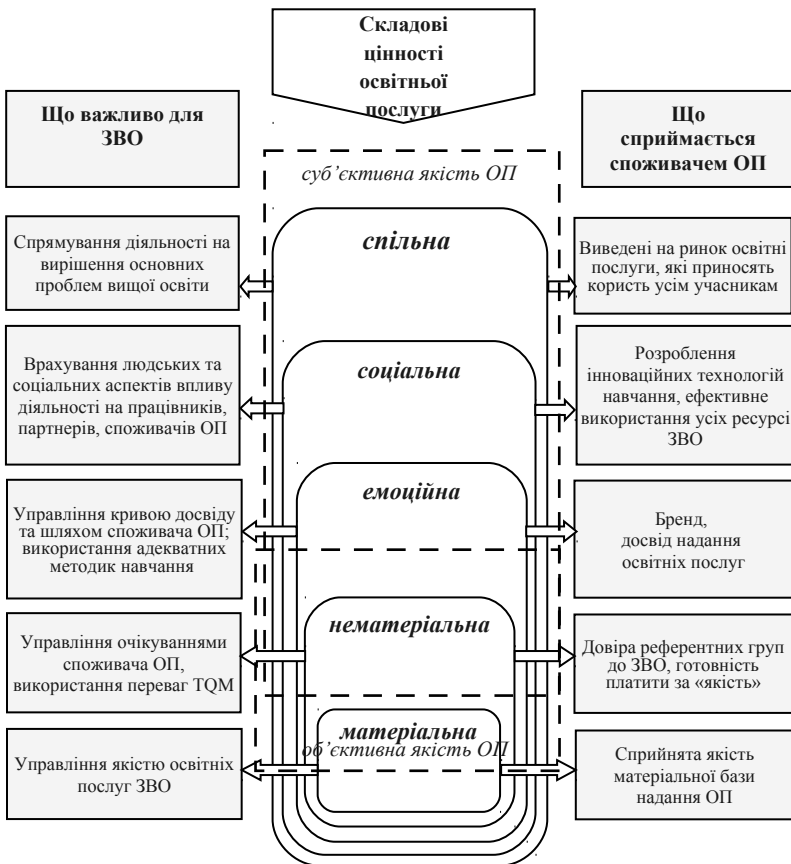 Складові
цінності
освітньої
послуги
Що важливо для
ЗВО
Що
сприймається
споживачем ОП
суб’єктивна якість ОП
спільна
Спрямування діяльності на
вирішення основних
проблем вищої освіти
Виведені на ринок освітні
послуги, які приносять
користь усім учасникам
соціальна
Врахування людських та
соціальних аспектів впливу
діяльності на працівників,
партнерів, споживачів ОП
Розроблення
інноваційних технологій
навчання, ефективне
використання усіх ресурсі
ЗВО
емоційна
Управління кривою досвіду
та шляхом споживача ОП;
використання адекватних
методик навчання
Бренд,
досвід надання
освітніх послуг
нематеріальна
Управління очікуваннями
споживача ОП,
використання переваг TQM
Довіра референтних груп
до ЗВО, готовність
платити за «якість»
матеріальна
об’єктивна якість ОП
Управління якістю освітніх
послуг ЗВО
Сприйнята якість
матеріальної бази
надання ОП